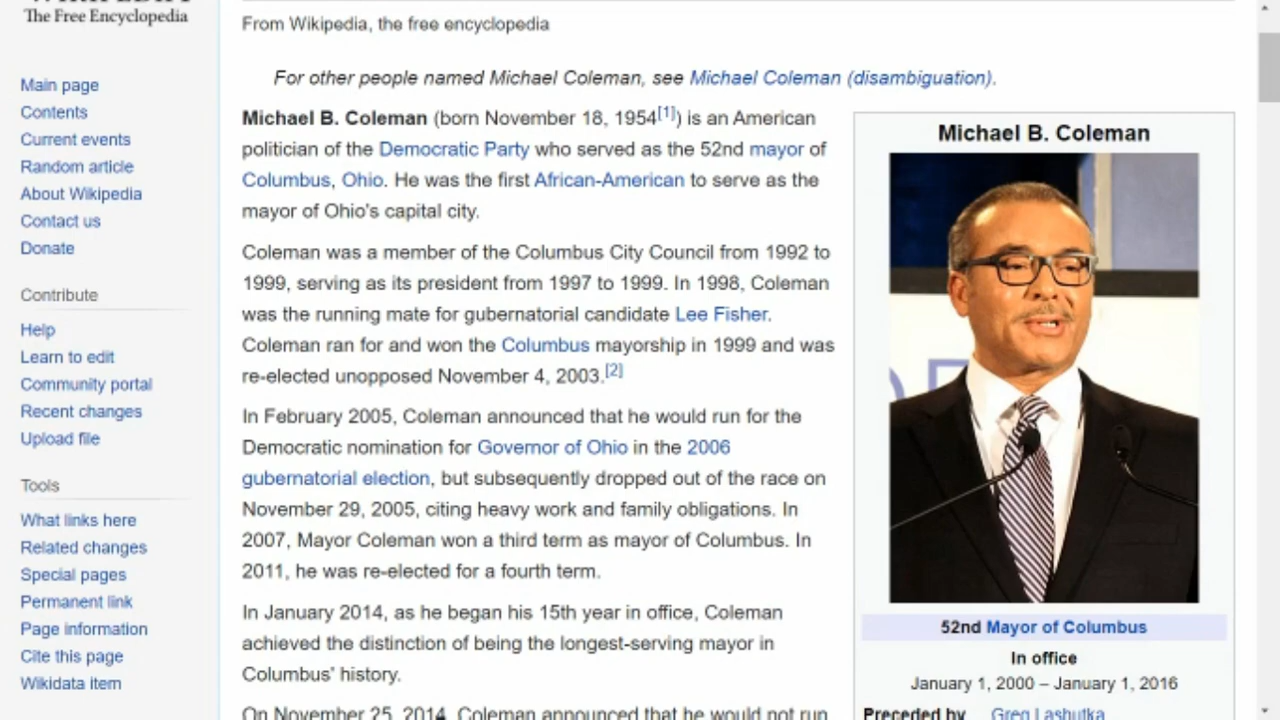 The Free Encyclopedia
Main page
Contents
Current events
Random article
About Wikipedia
Contact us
Donate
Contribute
Help
Learn to edit
Community portal
Recent changes
Upload file
Tools
What links here
Related changes
Special pages
Permanent link
Page information
Cite this page
Wikidata item
From Wikipedia, the free encyclopedia
For other people named Michael Coleman, see Michael Coleman (disambiguation).
Michael B. Coleman (born November 18, 1954[1]) is an American
politician of the Democratic Party who served as the 52nd mayor of
Columbus, Ohio. He was the first African-American to serve as the
mayor of Ohio's capital city.
Coleman was a member of the Columbus City Council from 1992 to
1999, serving as its president from 1997 to 1999. In 1998, Coleman
was the running mate for gubernatorial candidate Lee Fisher.
Coleman ran for and won the Columbus mayorship in 1999 and was
re-elected unopposed November 4, 2003.[2]
In February 2005, Coleman announced that he would run for the
Democratic nomination for Governor of Ohio in the 2006
gubernatorial election, but subsequently dropped out of the race on
November 29, 2005, citing heavy work and family obligations. In
2007, Mayor Coleman won a third term as mayor of Columbus. In
2011, he was re-elected for a fourth term.
In January 2014, as he began his 15th year in office, Coleman
achieved the distinction of being the longest-serving mayor in
Columbus' history.
On November 25, 2014, Coleman announced that he would not run
Michael B. Coleman
52nd Mayor of Columbus
In office
January 1, 2000 – January 1, 2016
Preceded by Greg Lashutka